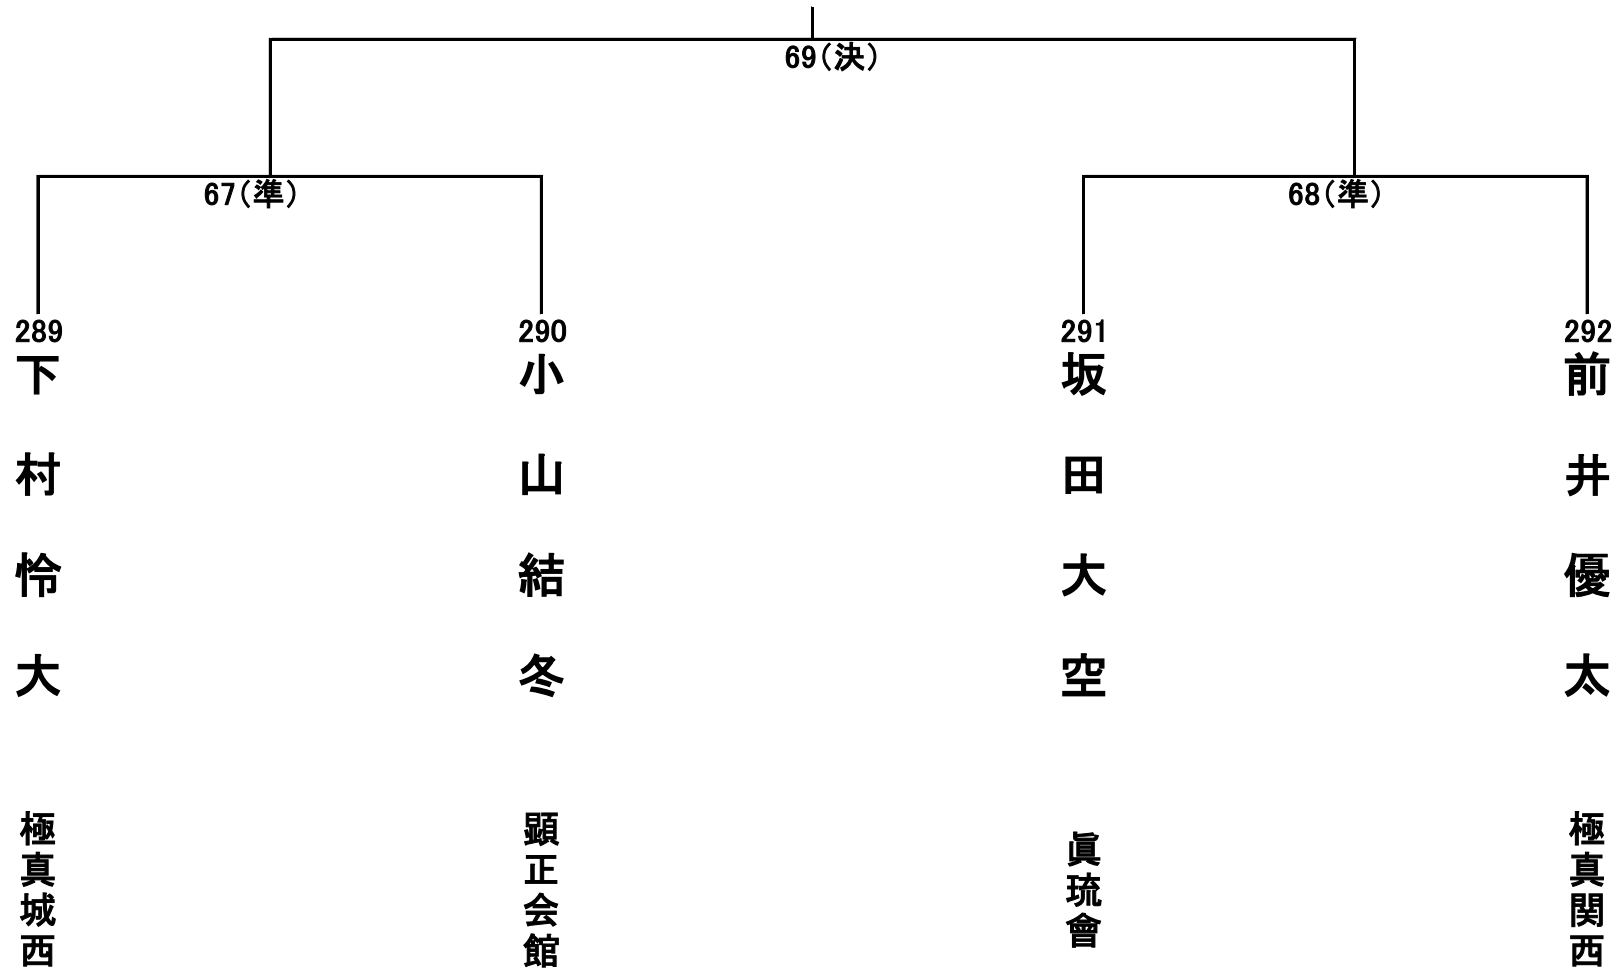 69(決)
67(準)
68(準)
289
下村怜大
極真城西
290
小山結冬
顕正会館
291
坂田大空
眞琉會
292
前井優太
極真関西